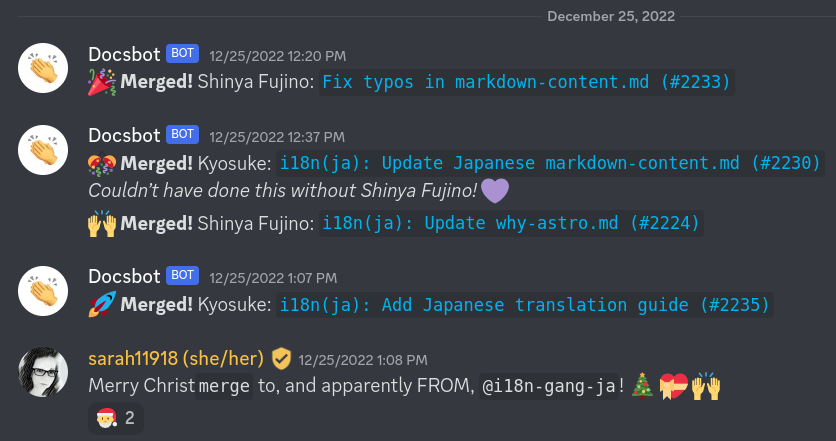 December 25, 2022
Docsbot BOT 12/25/2022 12:20 PM
🎉 Merged! Shinya Fujino: Fix typos in markdown-content.md (#2233)
Docsbot BOT 12/25/2022 12:37 PM
🎊 Merged! Kyosuke: i18n(ja): Update Japanese markdown-content.md (#2230)
Couldn't have done this without Shinya Fujino! 💜
🙌 Merged! Shinya Fujino: i18n(ja): Update why-astro.md (#2224)
Docsbot BOT 12/25/2022 1:07 PM
🚀 Merged! Kyosuke: i18n(ja): Add Japanese translation guide (#2235)
sarah11918 (she/her) 12/25/2022 1:08 PM
Merry Christmerge to, and apparently FROM, @i18n-gang-ja! 🎄 💝 🙌
🎅 2